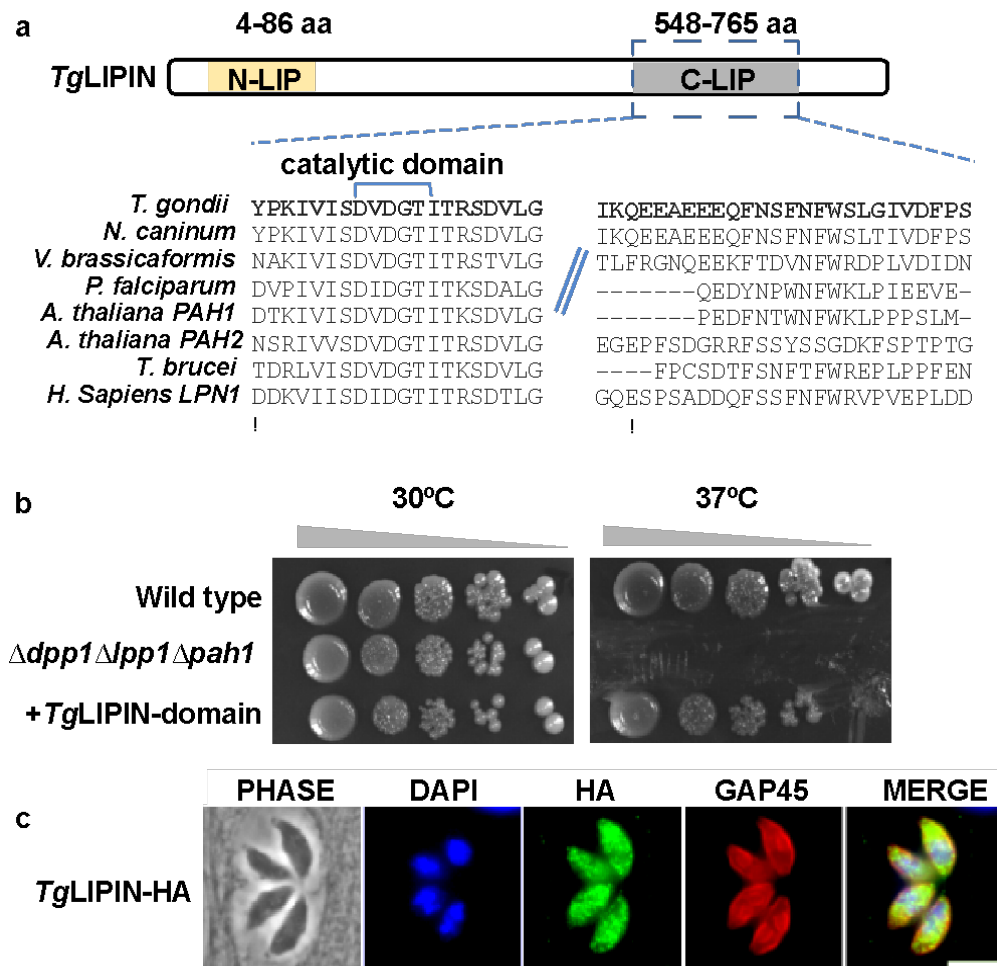 a
4-86 aa 548-765 aa
TgLIPIN N-LIP C-LIP
catalytic domain
T. gondii YPKIVISDVDGTITRSDVLG IKQEEAEEEQFNSFNFWSLGIVDFPS
N. caninum YPKIVISDVDGTITRSDVLG IKQEEAEEEQFNSFNFWSLTIVDFPS
V. brassicaformis NAKIVISDVDGTITRSTVLG TLFRGNQEEKFTDVNFWRDPLVDIDN
P. falciparum DVPIVISDIDGTITKSDALG -------QEDYNPWNFWKLPIEEVE-
A. thaliana PAH1 DTKIVISDVDGTITKSDVLG -------PEDFNTWNFWKLPPPSLM-
A. thaliana PAH2 NSRIVVSDVDGTITKSDVLG EGEPFSDGRRFSSYSSGDKFSPTPTG
T. brucei TDRLVISDVDGTITKSDVLG ----FPCSDTFSNFTFWREPLPPFEN
H. Sapiens LPN1 DDKVIISDIDGTITRSDTLG GQESPSADDQFSSFNFWRVPVEPLDD
! !
b
30ºC 37ºC
Wild type
Δdpp1Δlpp1Δpah1
+TgLIPIN-domain
PHASE DAPI HA GAP45 MERGE
c
TgLIPIN-HA